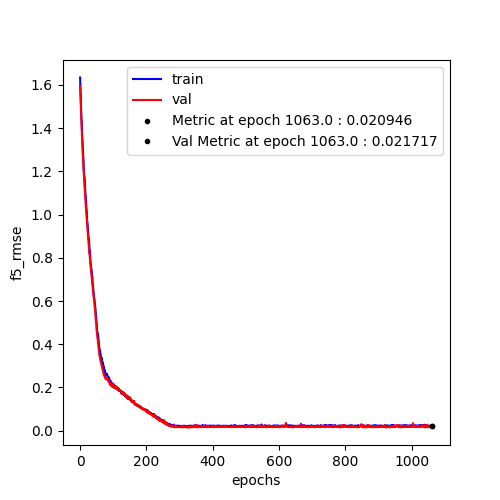 train
val
Metric at epoch 1063.0 : 0.020946
Val Metric at epoch 1063.0 : 0.021717
1.6
1.4
1.2
1.0
0.8
0.6
0.4
0.2
0.0
f5_rmse
0 200 400 600 800 1000
epochs